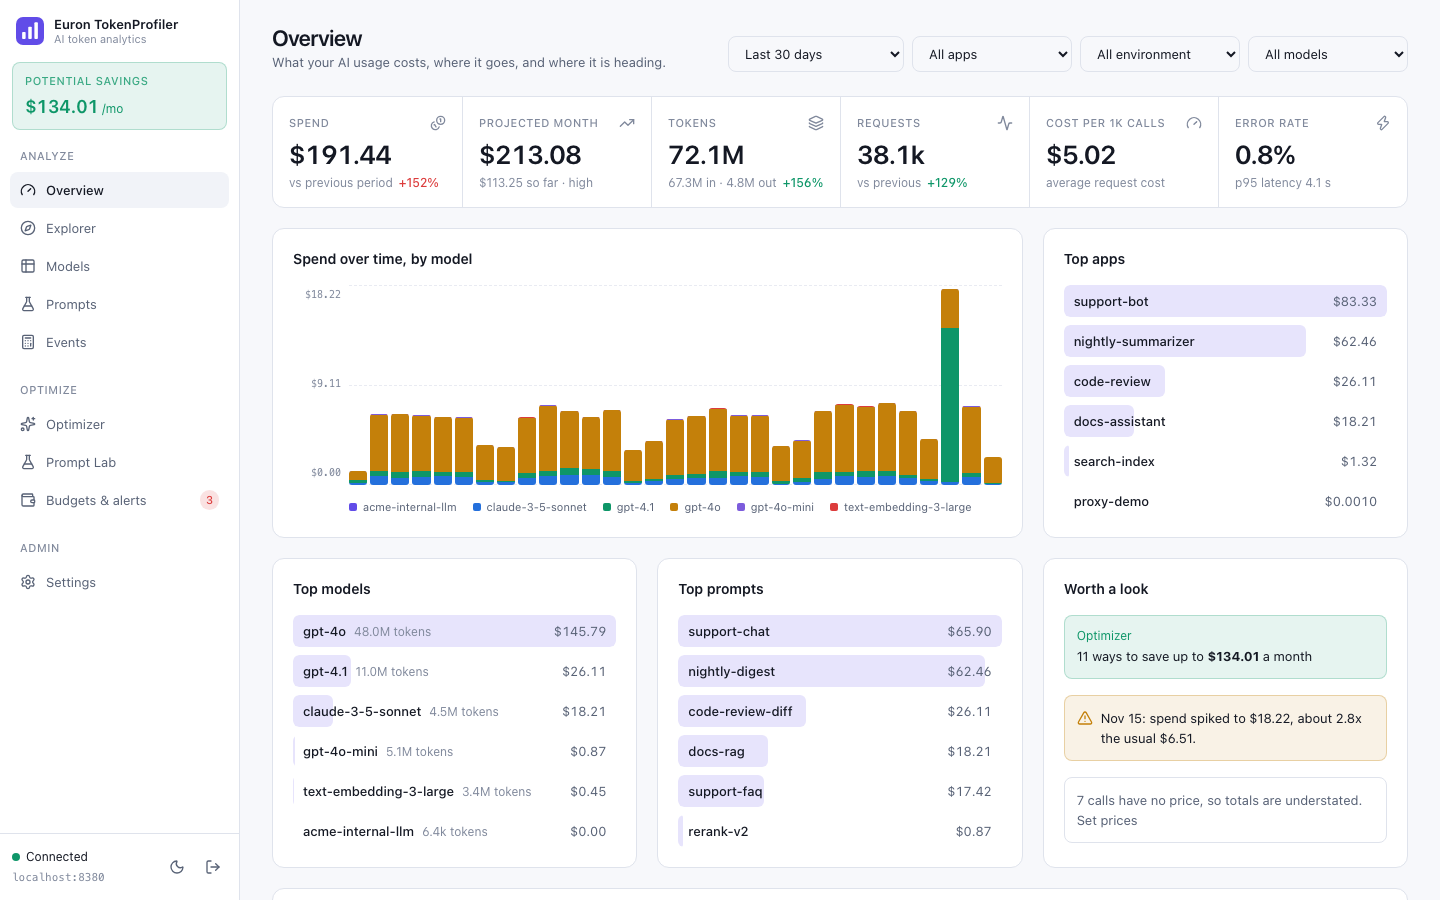 Euron TokenProfiler
AI token analytics
POTENTIAL SAVINGS
$134.01 /mo
ANALYZE
Overview
Explorer
Models
Prompts
Events
OPTIMIZE
Optimizer
Prompt Lab
Budgets & alerts 3
ADMIN
Settings
Connected
localhost:8380
Overview
What your AI usage costs, where it goes, and where it is heading.
Last 30 days
All apps
All environment
All models
SPEND
$191.44
vs previous period +152%
PROJECTED MONTH
$213.08
$113.25 so far · high
TOKENS
72.1M
67.3M in · 4.8M out +156%
REQUESTS
38.1k
vs previous +129%
COST PER 1K CALLS
$5.02
average request cost
ERROR RATE
0.8%
p95 latency 4.1 s
Spend over time, by model
$18.22
$9.11
$0.00
acme-internal-llm claude-3-5-sonnet gpt-4.1 gpt-4o gpt-4o-mini text-embedding-3-large
Top apps
support-bot $83.33
nightly-summarizer $62.46
code-review $26.11
docs-assistant $18.21
search-index $1.32
proxy-demo $0.0010
Top models
gpt-4o 48.0M tokens $145.79
gpt-4.1 11.0M tokens $26.11
claude-3-5-sonnet 4.5M tokens $18.21
gpt-4o-mini 5.1M tokens $0.87
text-embedding-3-large 3.4M tokens $0.45
acme-internal-llm 6.4k tokens $0.00
Top prompts
support-chat $65.90
nightly-digest $62.46
code-review-diff $26.11
docs-rag $18.21
support-faq $17.42
rerank-v2 $0.87
Worth a look
Optimizer
11 ways to save up to $134.01 a month
Nov 15: spend spiked to $18.22, about 2.8x
the usual $6.51.
7 calls have no price, so totals are understated.
Set prices